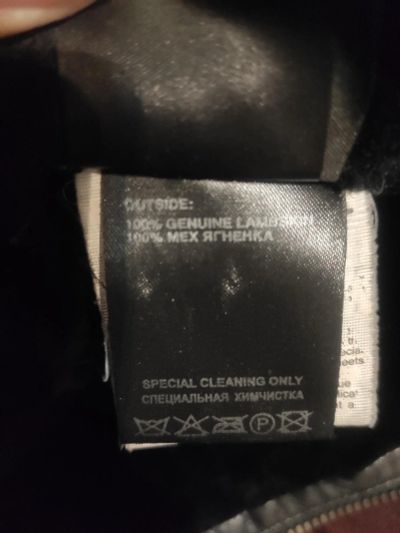 OUTSIDE:
100% GENUINE LAMBSKIN
100% МЕХ ЯГНЕНКА
SPECIAL CLEANING ONLY
СПЕЦИАЛЬНАЯ ХИМЧИСТКА
P